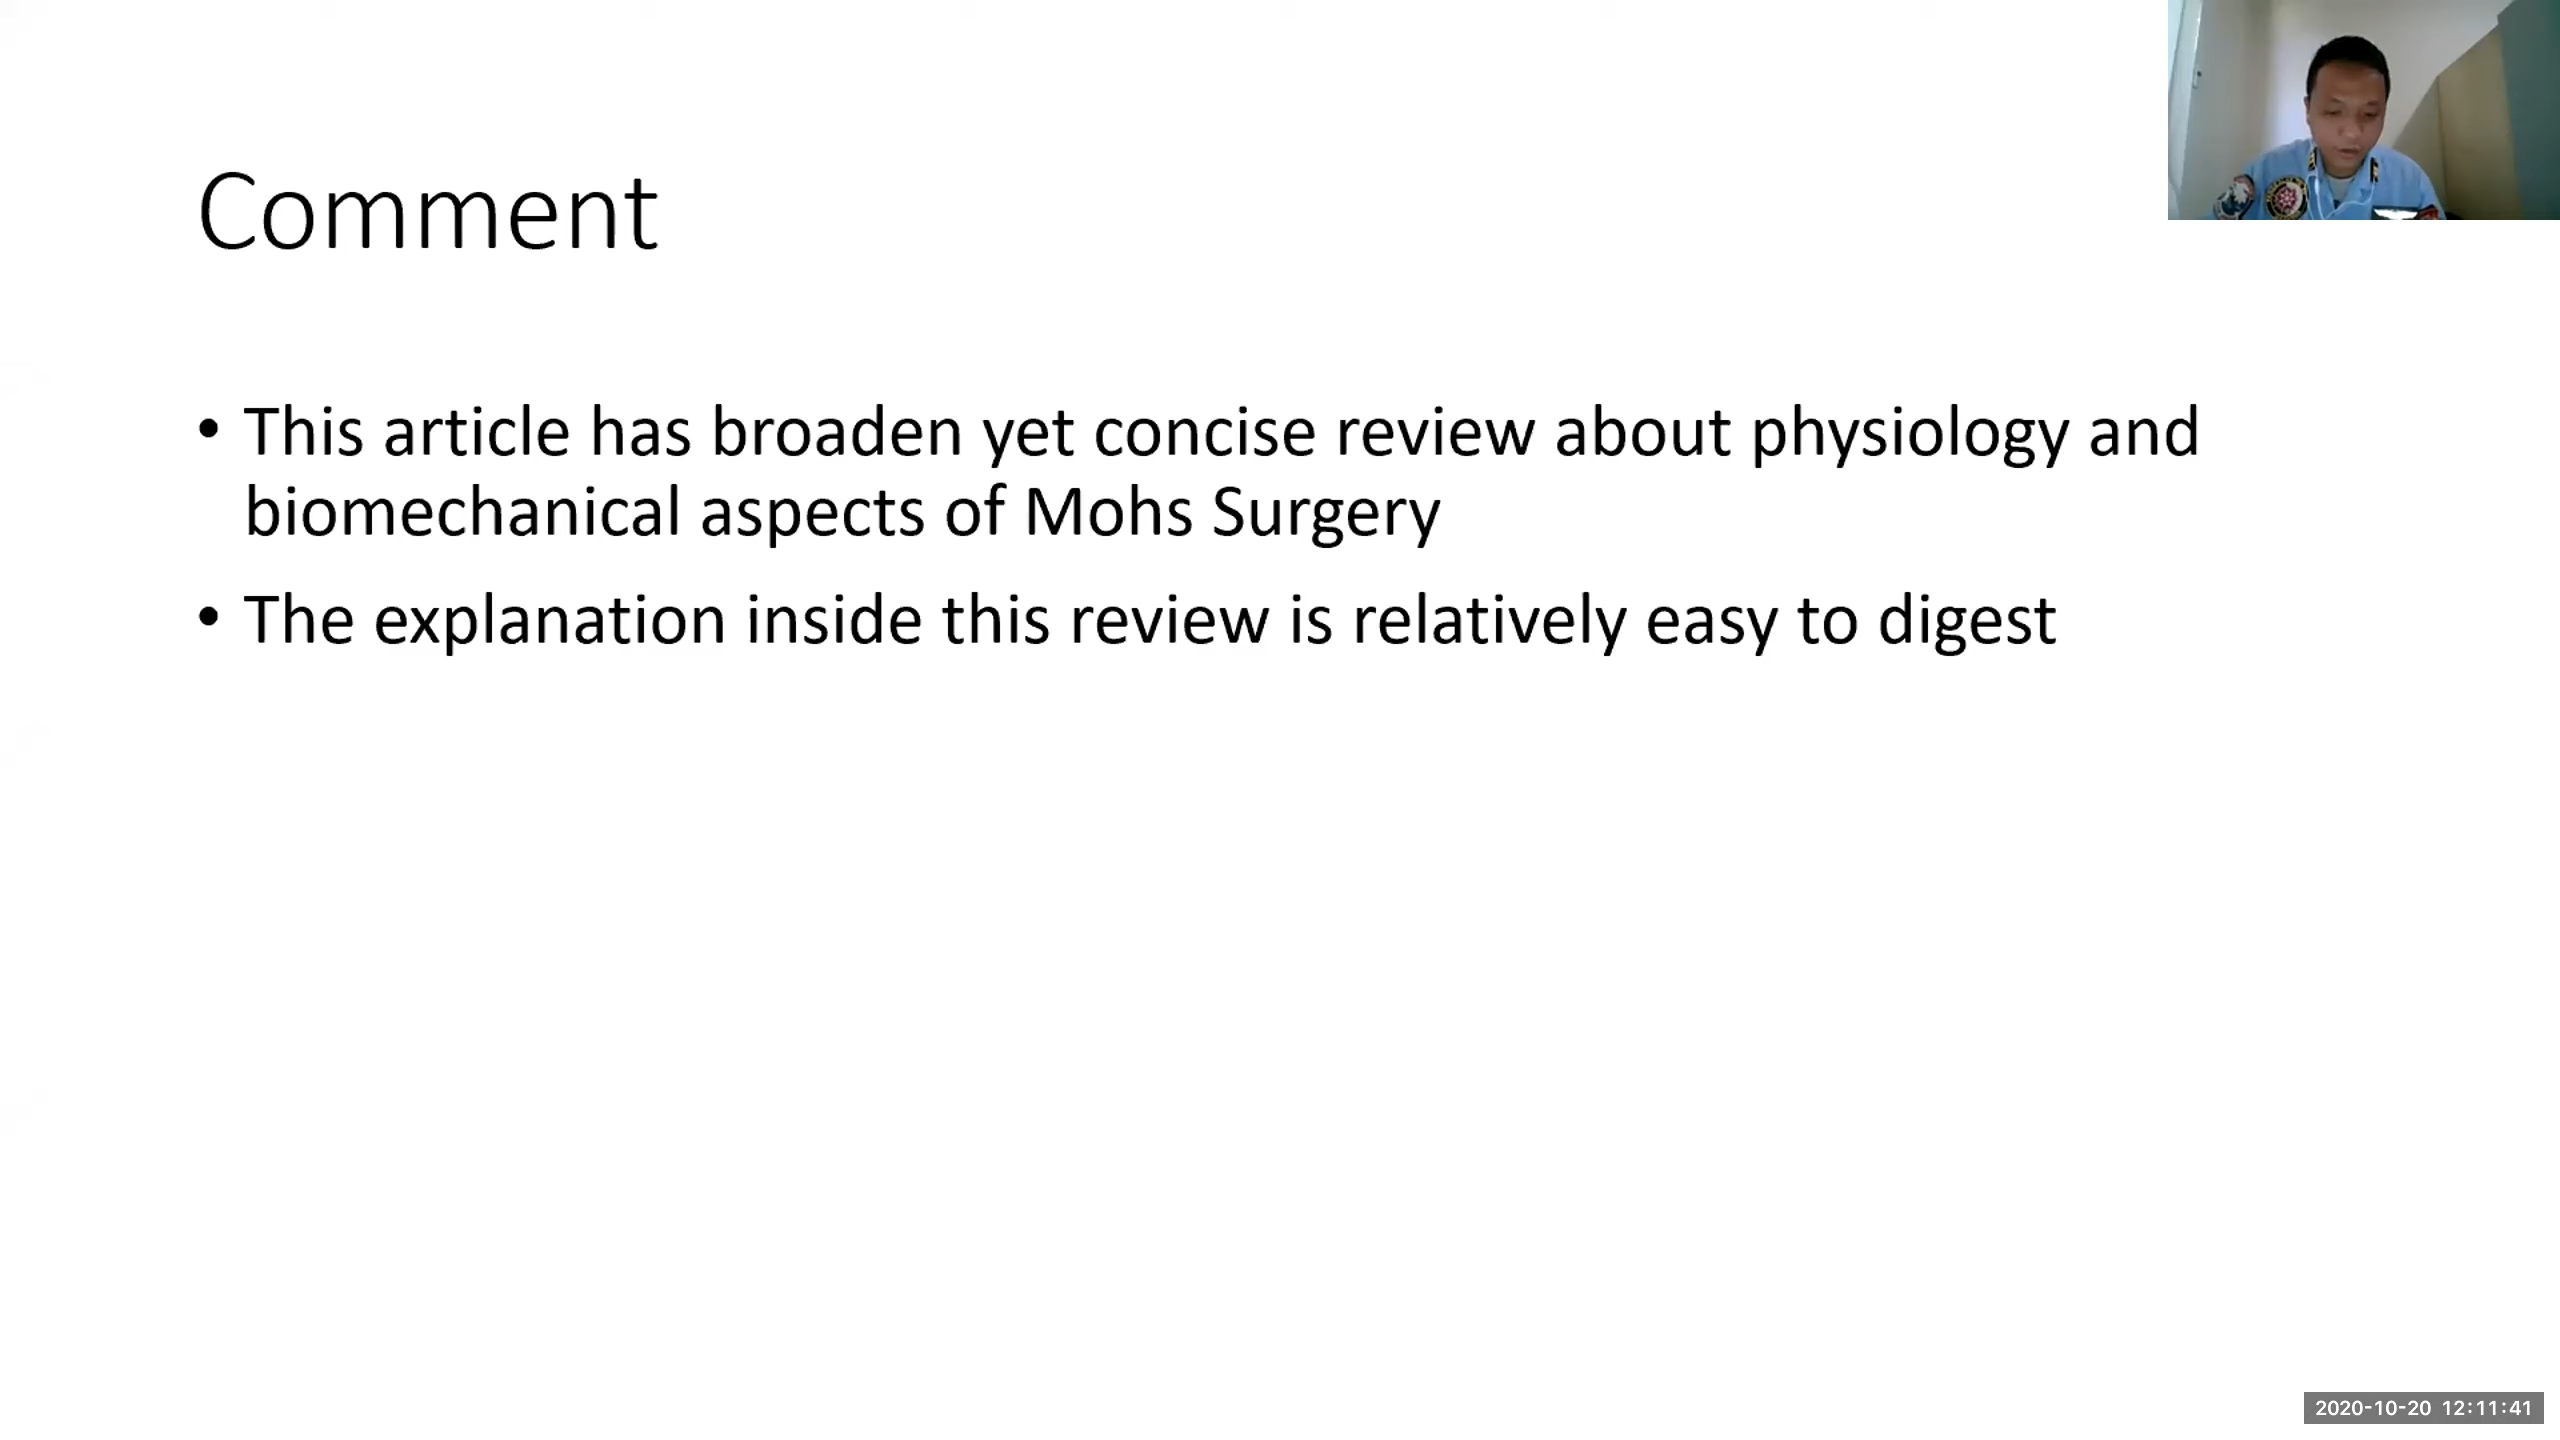 Comment
• This article has broaden yet concise review about physiology and
biomechanical aspects of Mohs Surgery
• The explanation inside this review is relatively easy to digest
2020-10-20 12:11:41